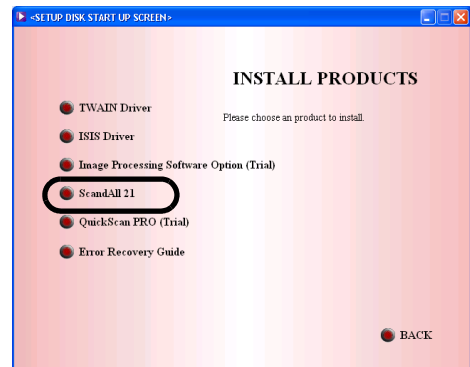 <SETUP DISK START UP SCREEN>
INSTALL PRODUCTS
Please choose an product to install.
TWAIN Driver
ISIS Driver
Image Processing Software Option (Trial)
ScandAll 21
QuickScan PRO (Trial)
Error Recovery Guide
BACK